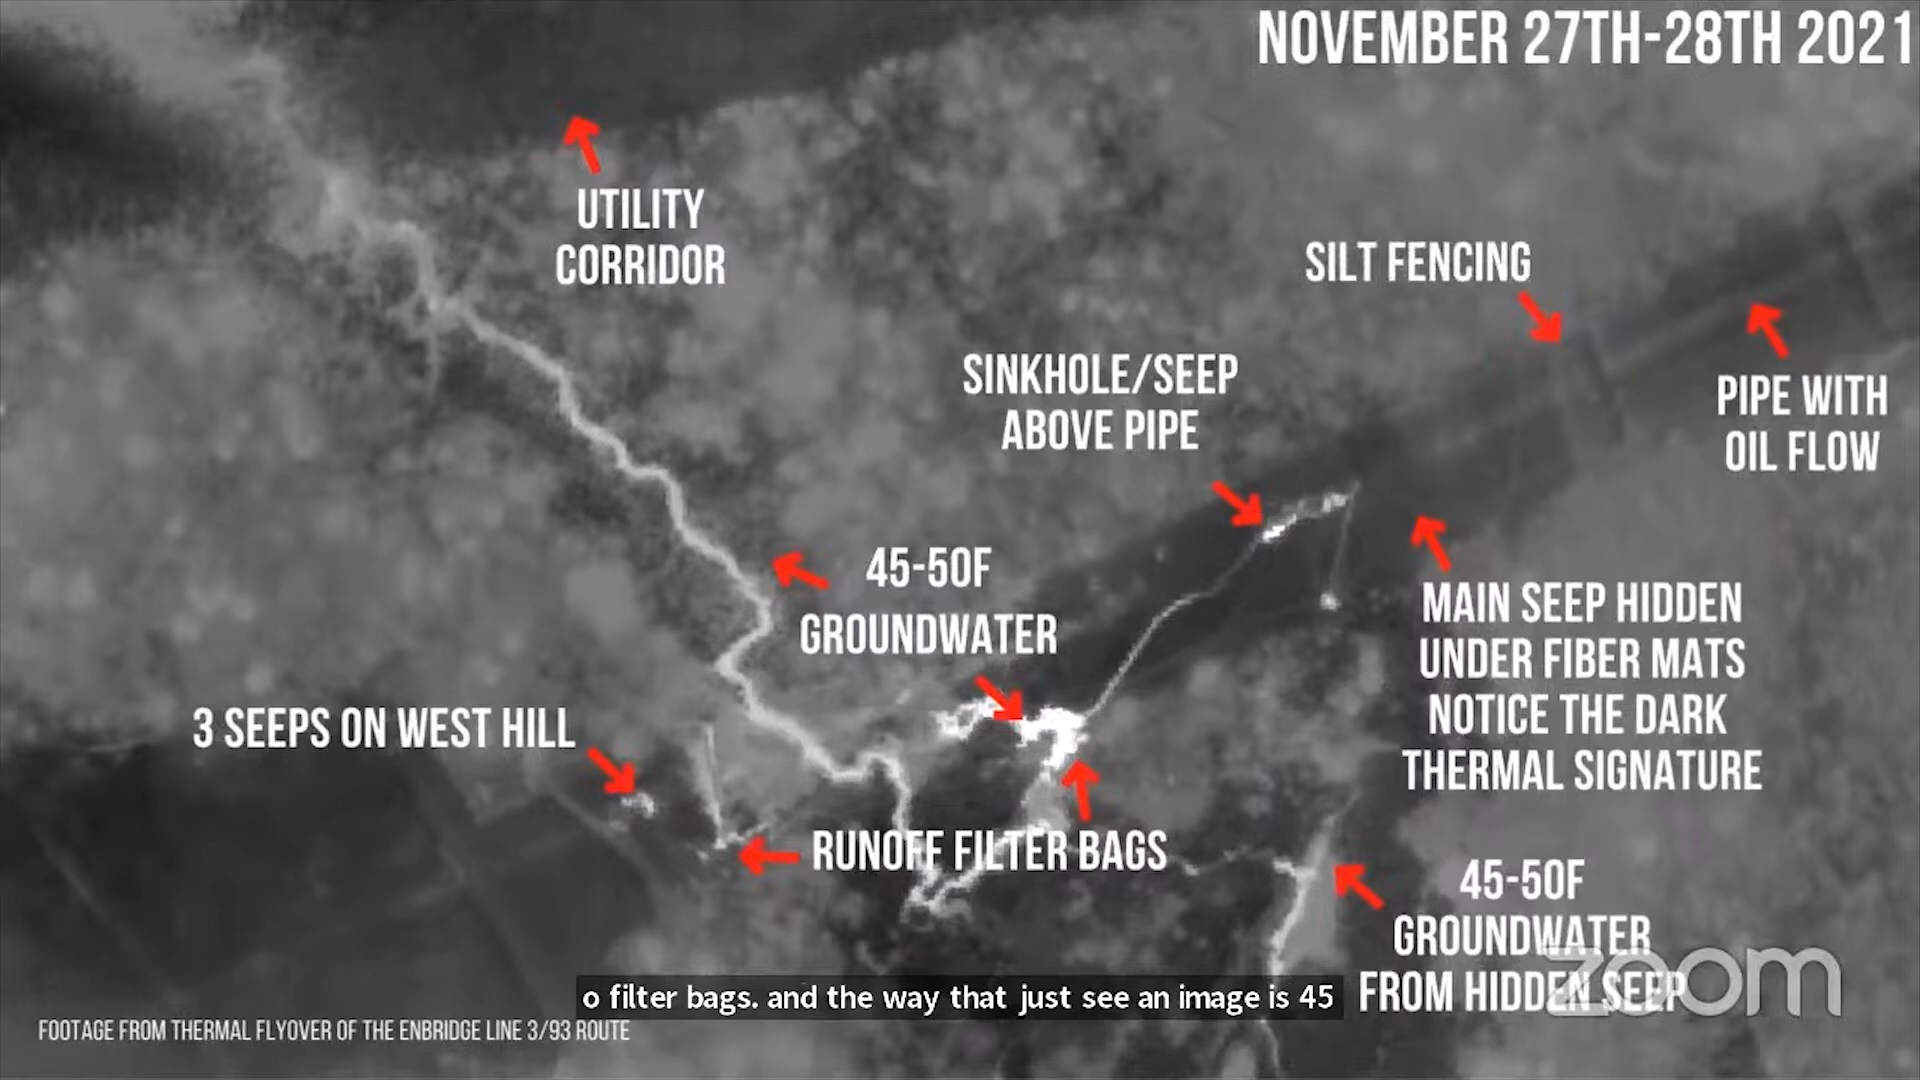 NOVEMBER 27TH-28TH 2021
UTILITY
CORRIDOR
SILT FENCING
SINKHOLE/SEEP
ABOVE PIPE
PIPE WITH
OIL FLOW
45-50F
GROUNDWATER
MAIN SEEP HIDDEN
UNDER FIBER MATS
NOTICE THE DARK
THERMAL SIGNATURE
3 SEEPS ON WEST HILL
RUNOFF FILTER BAGS
45-50F
GROUNDWATER
FROM HIDDEN SEEP
zoom
o filter bags. and the way that just see an image is 45
FOOTAGE FROM THERMAL FLYOVER OF THE ENBRIDGE LINE 3/93 ROUTE